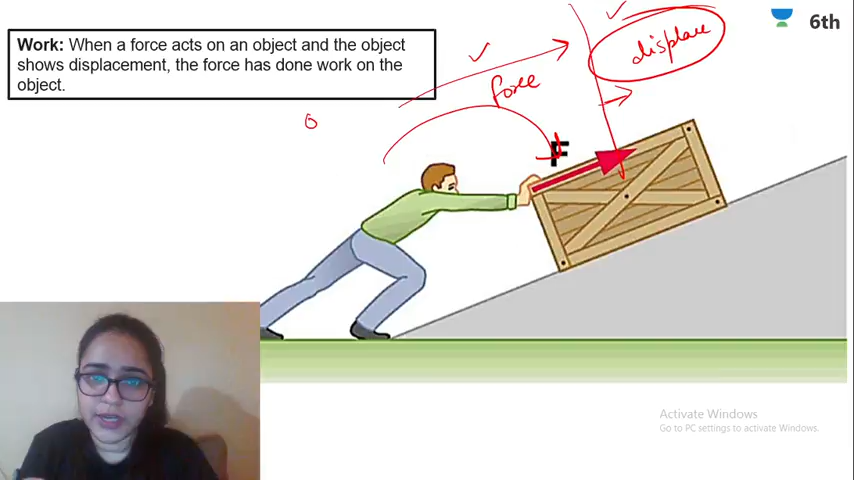 6th
Work: When a force acts on an object and the object
shows displacement, the force has done work on the
object.
displace
force
F
Activate Windows
Go to PC settings to activate Windows.